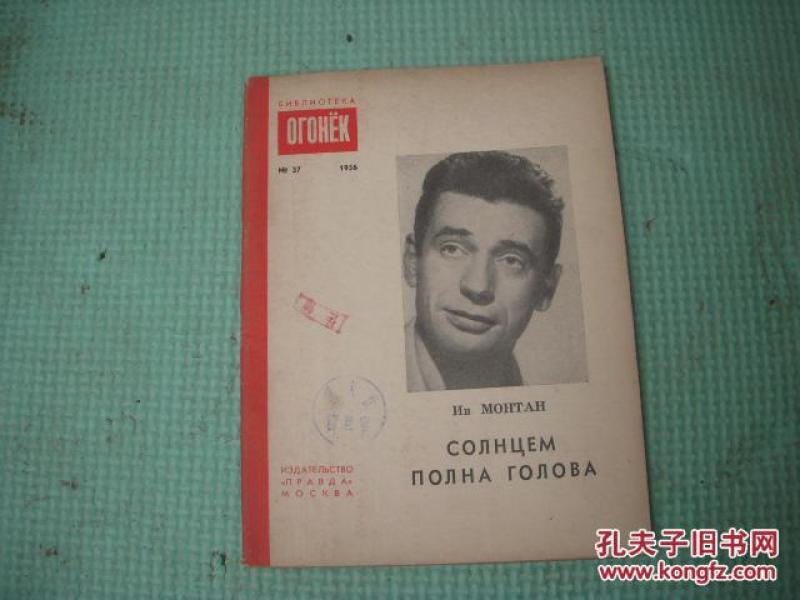 БИБЛИОТЕКА
ОГОНЁК
№ 37 1956
Ив МОНТАН
СОЛНЦЕМ
ПОЛНА ГОЛОВА
ИЗДАТЕЛЬСТВО
«ПРАВДА»
МОСКВА
孔夫子旧书网
www.kongfz.com